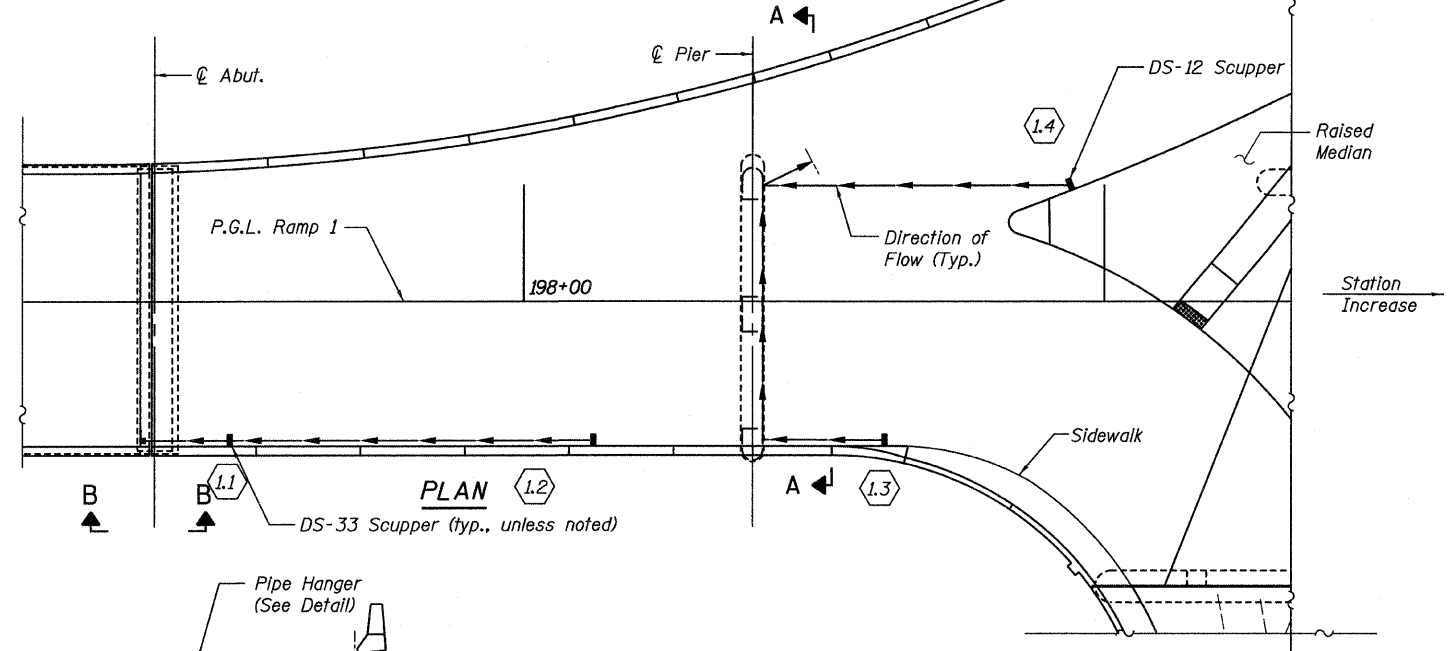 A
℄ Pier
DS-12 Scupper
℄ Abut.
1.4
Raised
Median
P.G.L. Ramp 1
Direction of
Flow (Typ.)
198+00
Station
Increase
Sidewalk
B
B
1.1
PLAN
1.2
A
1.3
DS-33 Scupper (typ., unless noted)
Pipe Hanger
(See Detail)